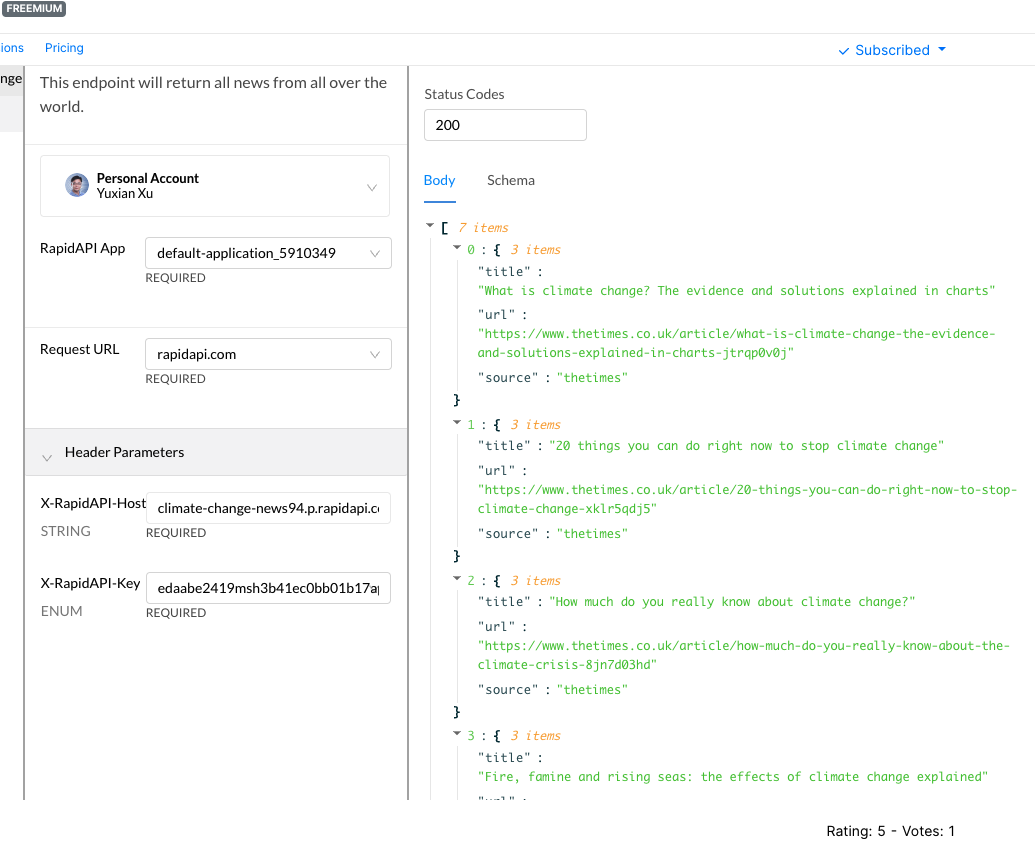 FREEMIUM
ions
Pricing
Subscribed
nge
This endpoint will return all news from all over the
world.
Personal Account
Yuxian Xu
RapidAPI App
default-application_5910349
REQUIRED
Request URL
rapidapi.com
REQUIRED
Header Parameters
X-RapidAPI-Host
climate-change-news94.p.rapidapi.c
STRING
REQUIRED
X-RapidAPI-Key
edaabe2419msh3b41ec0bb01b17a
ENUM
REQUIRED
Status Codes
200
Body
Schema
[ 7 items
0 : { 3 items
"title" :
"What is climate change? The evidence and solutions explained in charts"
"url" :
"https://www.thetimes.co.uk/article/what-is-climate-change-the-evidence-
and-solutions-explained-in-charts-jtrqp0v0j"
"source" : "thetimes"
}
1 : { 3 items
"title" : "20 things you can do right now to stop climate change"
"url" :
"https://www.thetimes.co.uk/article/20-things-you-can-do-right-now-to-stop-
climate-change-xklr5qdj5"
"source" : "thetimes"
}
2 : { 3 items
"title" : "How much do you really know about climate change?"
"url" :
"https://www.thetimes.co.uk/article/how-much-do-you-really-know-about-the-
climate-crisis-8jn7d03hd"
"source" : "thetimes"
}
3 : { 3 items
"title" :
"Fire, famine and rising seas: the effects of climate change explained"
"url" :
Rating: 5 - Votes: 1